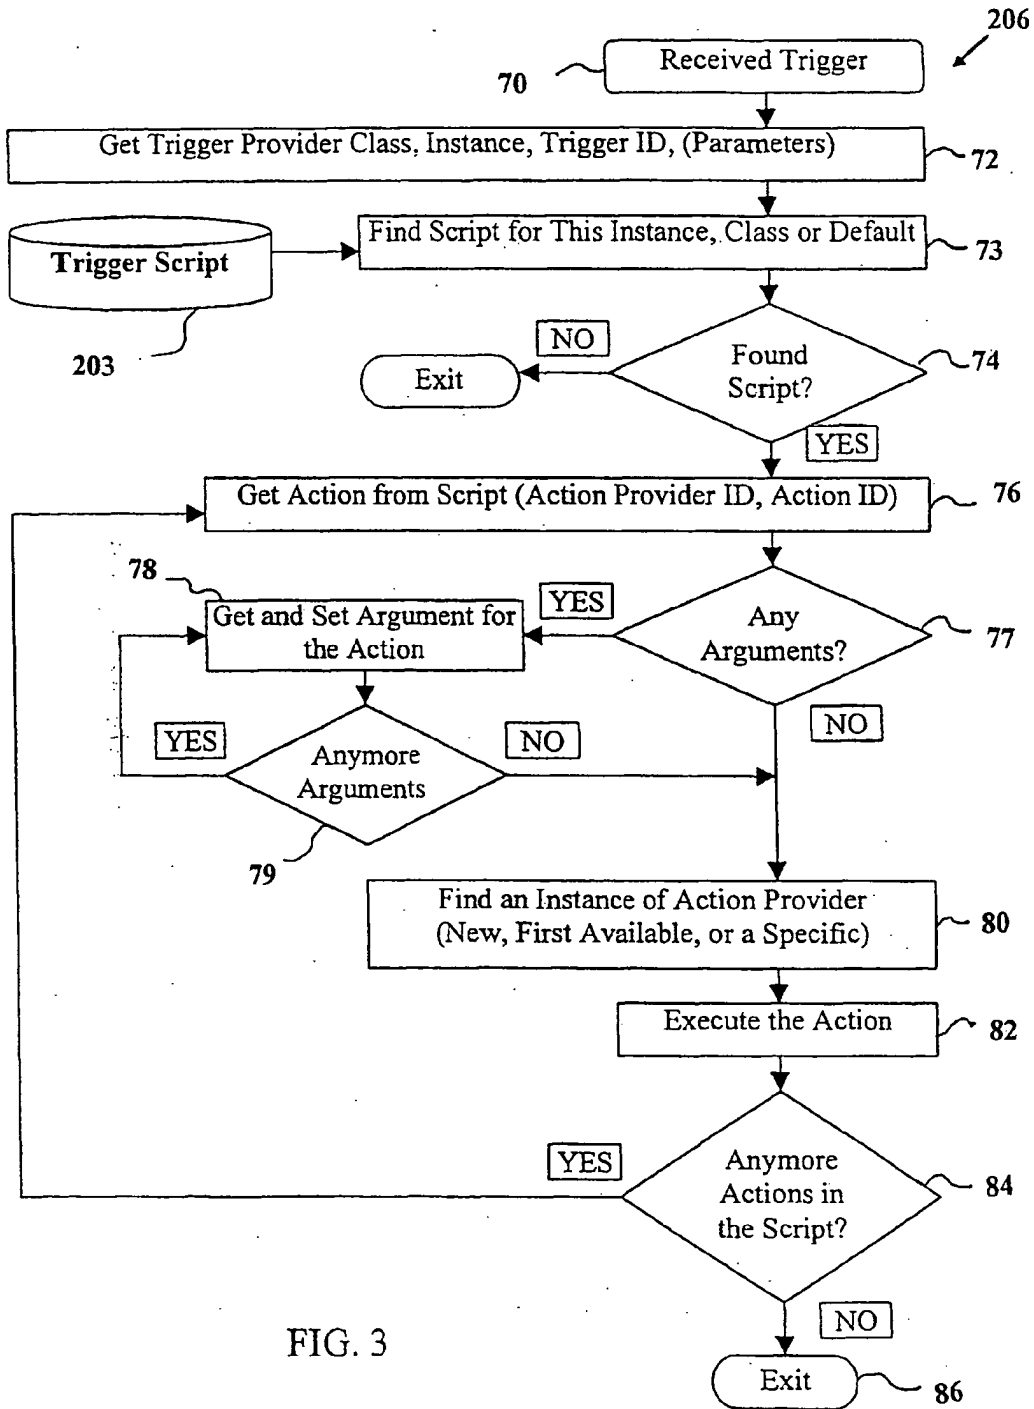 206
Received Trigger
70
Get Trigger Provider Class, Instance, Trigger ID, (Parameters)
72
Find Script for This Instance, Class or Default
73
Trigger Script
203
NO
Found
Script?
74
Exit
YES
Get Action from Script (Action Provider ID, Action ID)
76
78
Get and Set Argument for
the Action
YES
Any
Arguments?
77
NO
YES
Anymore
Arguments
NO
79
Find an Instance of Action Provider
(New, First Available, or a Specific)
80
Execute the Action
82
YES
Anymore
Actions in
the Script?
84
NO
FIG. 3
Exit
86